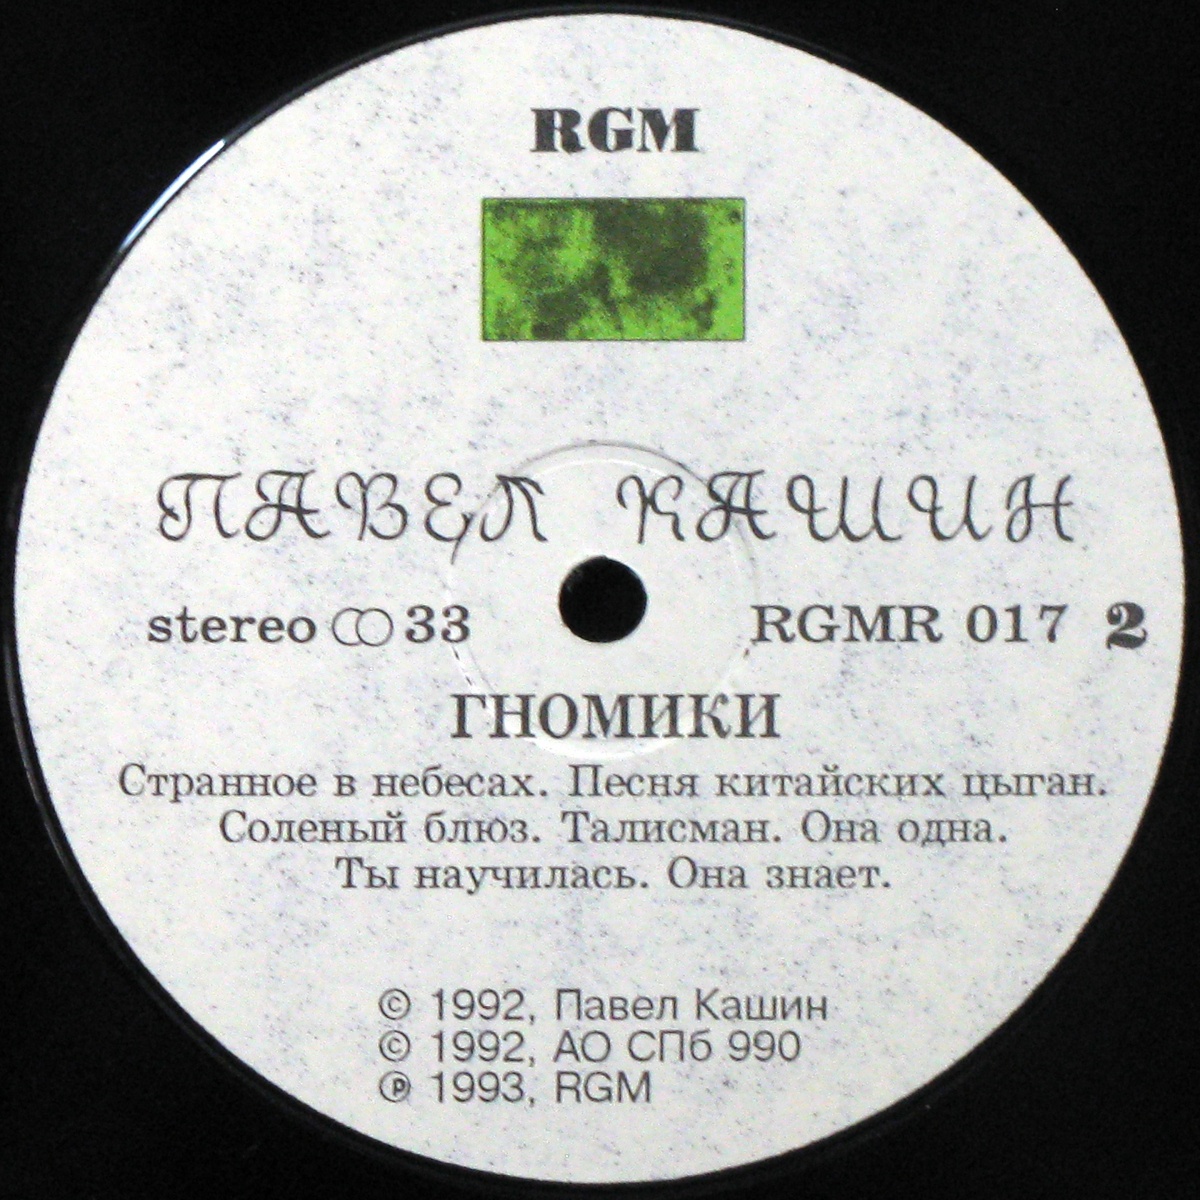 RGM
ПАВЕЛ КАШИН
stereo 33 RGMR 017 2
ГНОМИКИ
Странное в небесах. Песня китайских цыган.
Соленый блюз. Талисман. Она одна.
Ты научилась. Она знает.
© 1992, Павел Кашин
© 1992, АО СПб 990
℗ 1993, RGM